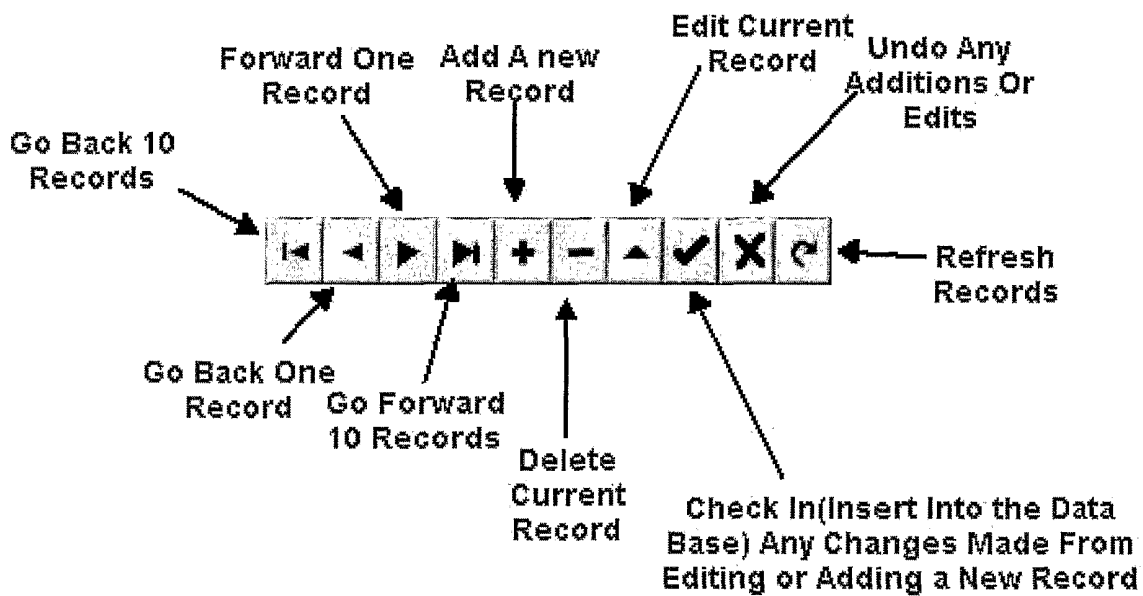 Forward One
Record
Add A new
Record
Edit Current
Record
Undo Any
Additions Or
Edits
Go Back 10
Records
Refresh
Records
Go Back One
Record
Go Forward
10 Records
Delete
Current
Record
Check In(Insert Into the Data
Base) Any Changes Made From
Editing or Adding a New Record